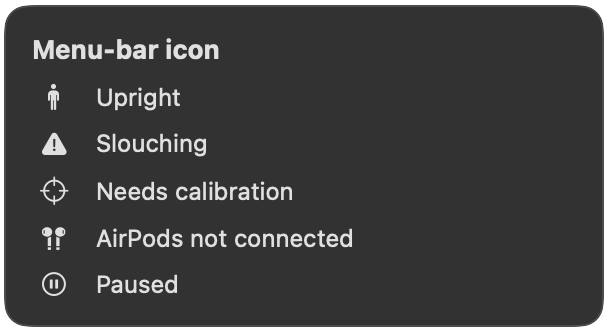 Menu-bar icon
Upright
Slouching
Needs calibration
AirPods not connected
Paused